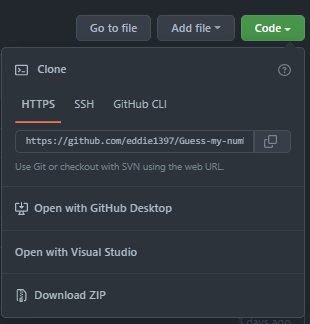 Go to file
Add file
Code
Clone
HTTPS
SSH
GitHub CLI
https://github.com/eddie1397/Guess-my-num
Use Git or checkout with SVN using the web URL.
Open with GitHub Desktop
Open with Visual Studio
Download ZIP
days ago